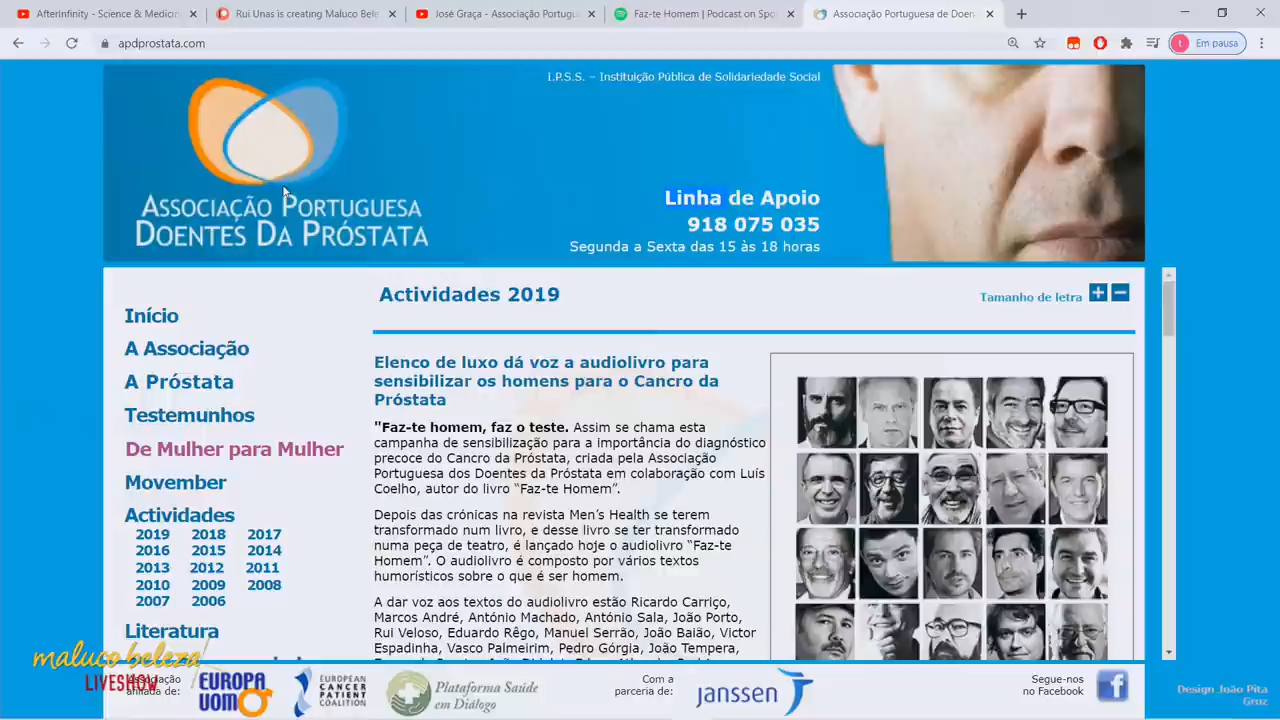 AfterInfinity - Science & Medicin
Rui Unas is creating Maluco Bele
José Graça - Associação Portugu
Faz-te Homem | Podcast on Spo
Associação Portuguesa de Doen
apdprostata.com
Em pausa
I.P.S.S. – Instituição Pública de Solidariedade Social
ASSOCIAÇÃO PORTUGUESA
DOENTES DA PRÓSTATA
Linha de Apoio
918 075 035
Segunda a Sexta das 15 às 18 horas
Início
A Associação
A Próstata
Testemunhos
De Mulher para Mulher
Movember
Actividades
2019 2018 2017
2016 2015 2014
2013 2012 2011
2010 2009 2008
2007 2006
Literatura
Actividades 2019
Tamanho de letra + −
Elenco de luxo dá voz a audiolivro para
sensibilizar os homens para o Cancro da
Próstata
"Faz-te homem, faz o teste. Assim se chama esta
campanha de sensibilização para a importância do diagnóstico
precoce do Cancro da Próstata, criada pela Associação
Portuguesa dos Doentes da Próstata em colaboração com Luís
Coelho, autor do livro “Faz-te Homem”.
Depois das crónicas na revista Men’s Health se terem
transformado num livro, e desse livro se ter transformado
numa peça de teatro, é lançado hoje o audiolivro “Faz-te
Homem”. O audiolivro é composto por vários textos
humorísticos sobre o que é ser homem.
A dar voz aos textos do audiolivro estão Ricardo Carriço,
Marcos André, António Machado, António Sala, João Porto,
Rui Veloso, Eduardo Rêgo, Manuel Serrão, João Baião, Victor
Espadinha, Vasco Palmeirim, Pedro Górgia, João Tempera,
maluco beleza
LIVESHOW
Associação
afiliada de:
EUROPA
UOMO
EUROPEAN
CANCER
PATIENT
COALITION
Plataforma Saúde
em Diálogo
Com a
parceria de:
janssen
Segue-nos
no Facebook
f
Design João Pita
Gruz